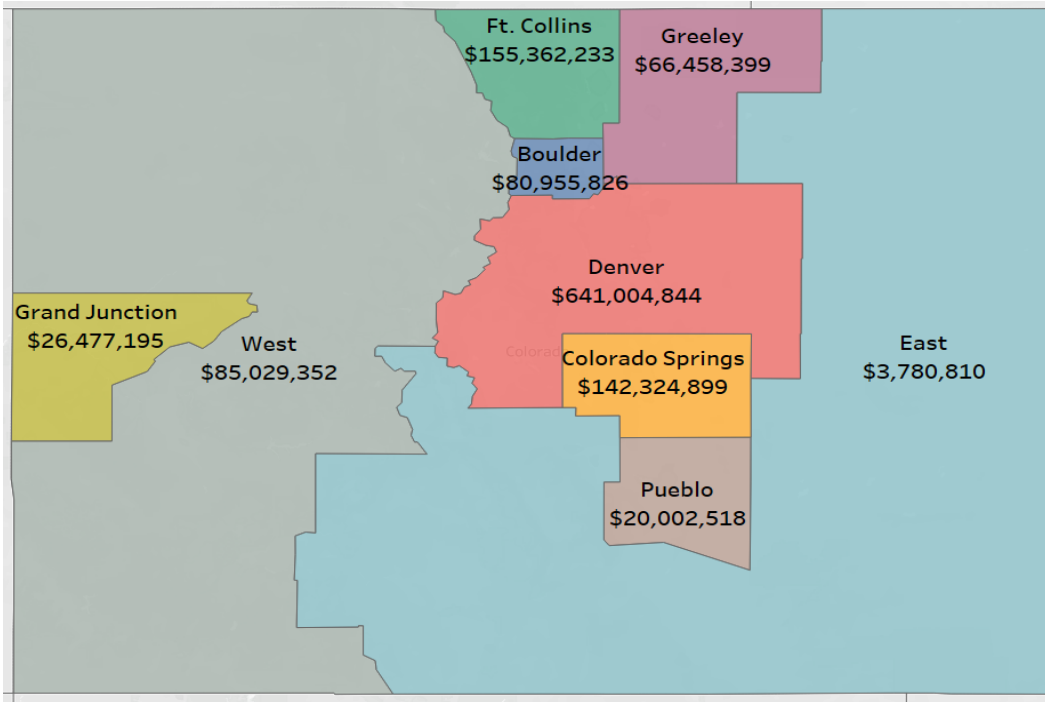 Ft. Collins
$155,362,233
Greeley
$66,458,399
Boulder
$80,955,826
Denver
$641,004,844
Grand Junction
$26,477,195
West
$85,029,352
Colorado
Colorado Springs
$142,324,899
East
$3,780,810
Pueblo
$20,002,518